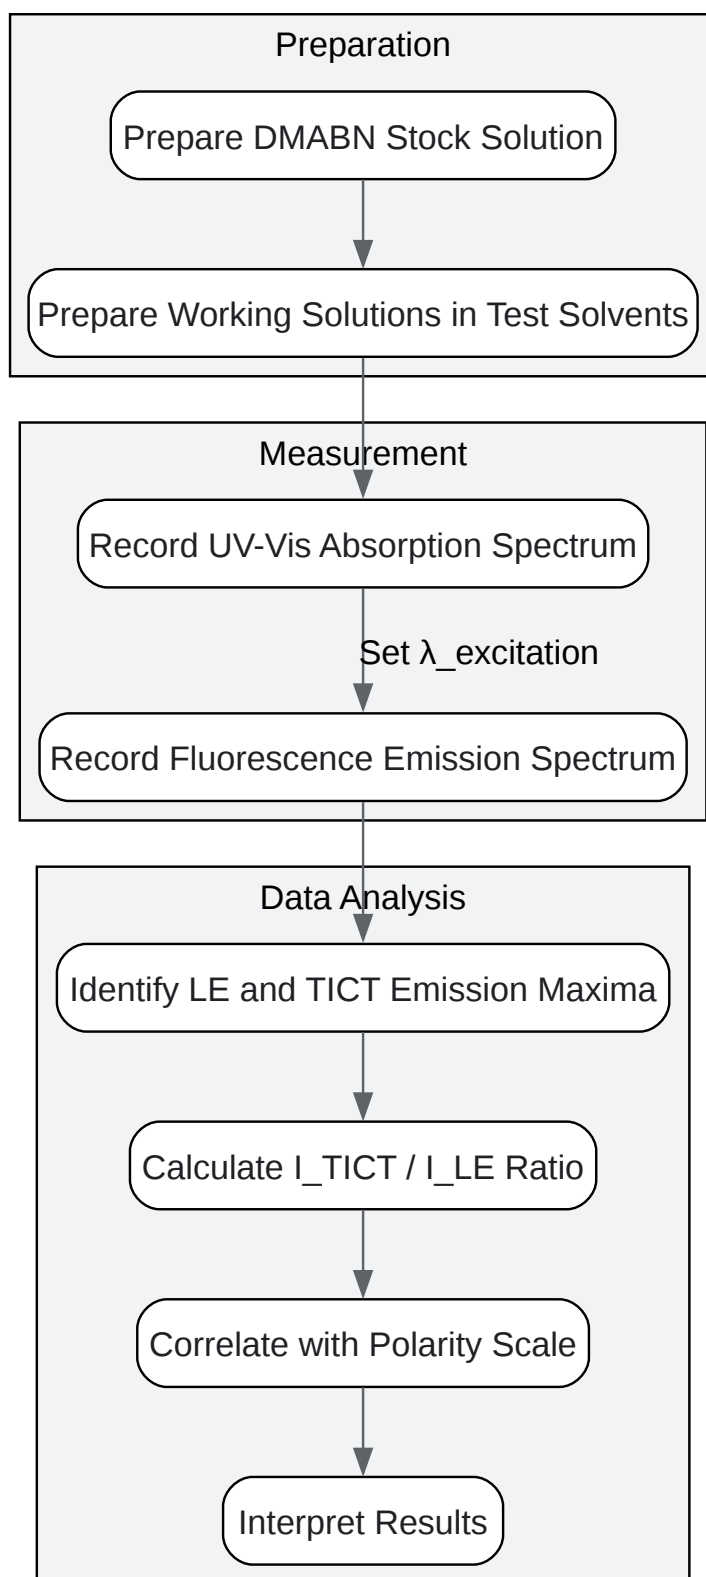 Preparation
Prepare DMABN Stock Solution
Prepare Working Solutions in Test Solvents
Measurement
Record UV-Vis Absorption Spectrum
Set λ_excitation
Record Fluorescence Emission Spectrum
Data Analysis
Identify LE and TICT Emission Maxima
Calculate I_TICT / I_LE Ratio
Correlate with Polarity Scale
Interpret Results